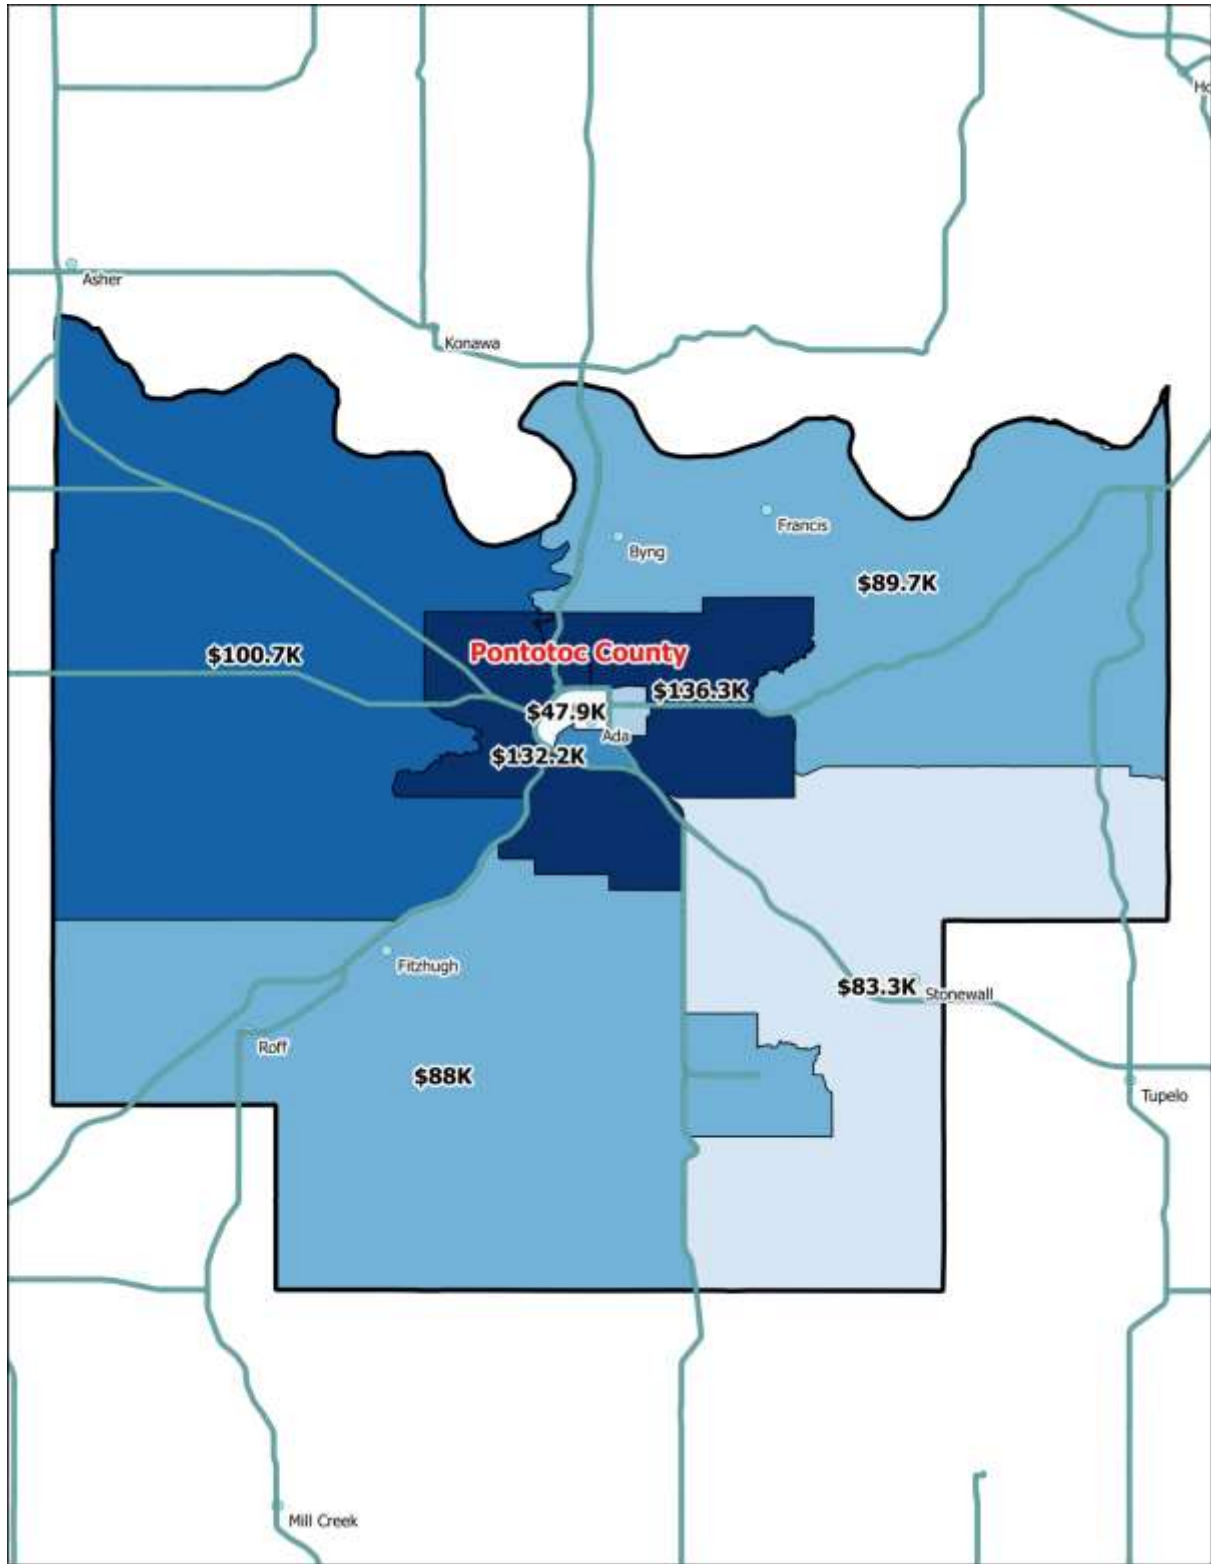 Ho
Asher
Konawa
Francis
Byng
$89.7K
Pontotoc County
$100.7K
$136.3K
$47.9K
Ada
$132.2K
Fitzhugh
$83.3K
Stonewall
Roff
$88K
Tupelo
Mill Creek